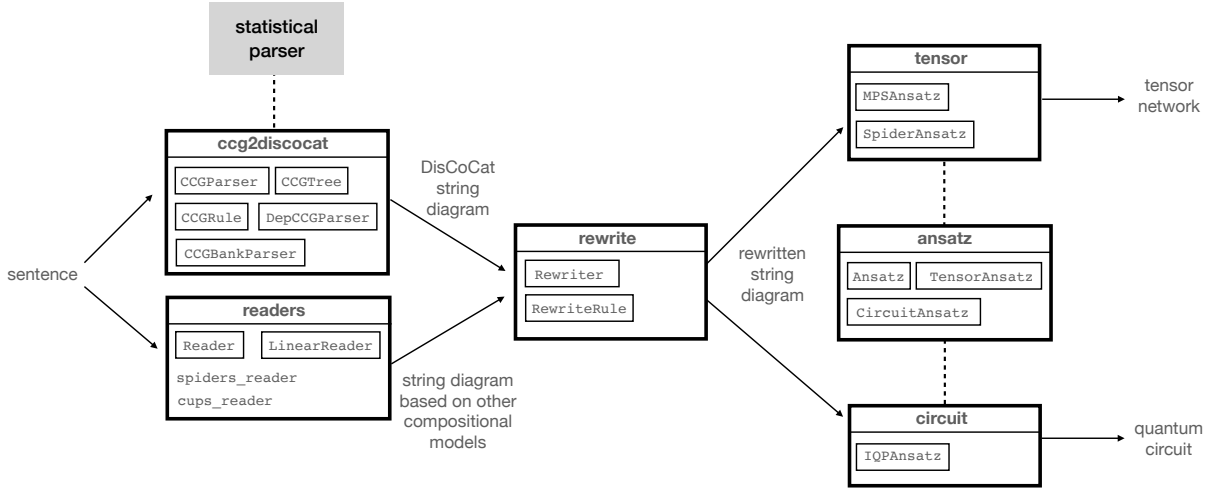 statistical
parser
sentence
ccg2discocat
CCGParser CCGTree
CCGRule DepCCGParser
CCGBankParser
readers
Reader LinearReader
spiders_reader
cups_reader
DisCoCat
string
diagram
string diagram
based on other
compositional
models
rewrite
Rewriter
RewriteRule
rewritten
string
diagram
tensor
MPSAnsatz
SpiderAnsatz
tensor
network
ansatz
Ansatz TensorAnsatz
CircuitAnsatz
circuit
IQPAnsatz
quantum
circuit